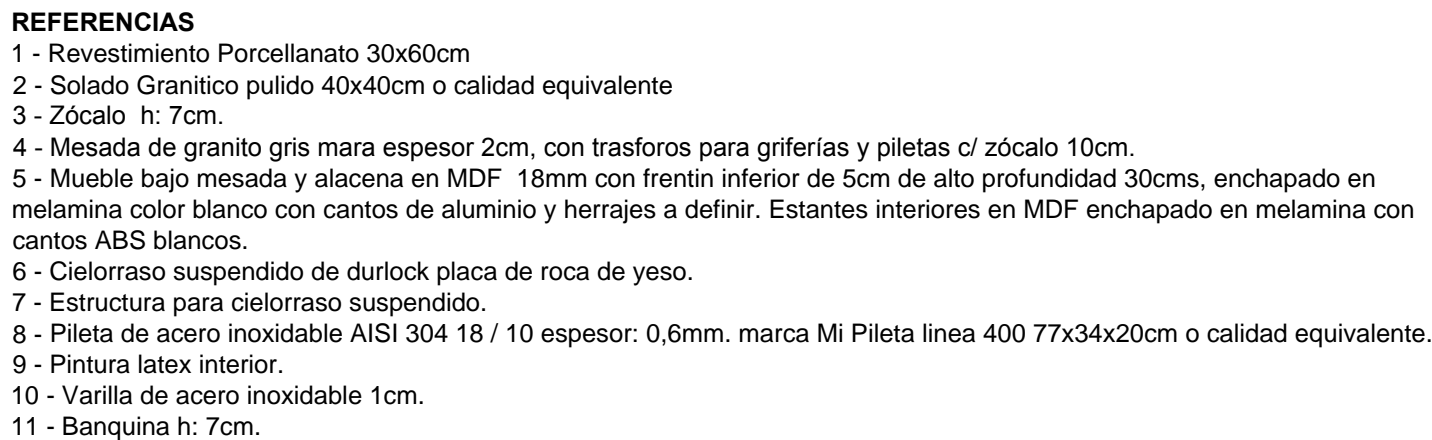 REFERENCIAS
1 - Revestimiento Porcellanato 30x60cm
2 - Solado Granitico pulido 40x40cm o calidad equivalente
3 - Zócalo  h: 7cm.
4 - Mesada de granito gris mara espesor 2cm, con trasforos para griferías y piletas c/ zócalo 10cm.
5 - Mueble bajo mesada y alacena en MDF  18mm con frentin inferior de 5cm de alto profundidad 30cms, enchapado en
melamina color blanco con cantos de aluminio y herrajes a definir. Estantes interiores en MDF enchapado en melamina con
cantos ABS blancos.
6 - Cielorraso suspendido de durlock placa de roca de yeso.
7 - Estructura para cielorraso suspendido.
8 - Pileta de acero inoxidable AISI 304 18 / 10 espesor: 0,6mm. marca Mi Pileta linea 400 77x34x20cm o calidad equivalente.
9 - Pintura latex interior.
10 - Varilla de acero inoxidable 1cm.
11 - Banquina h: 7cm.